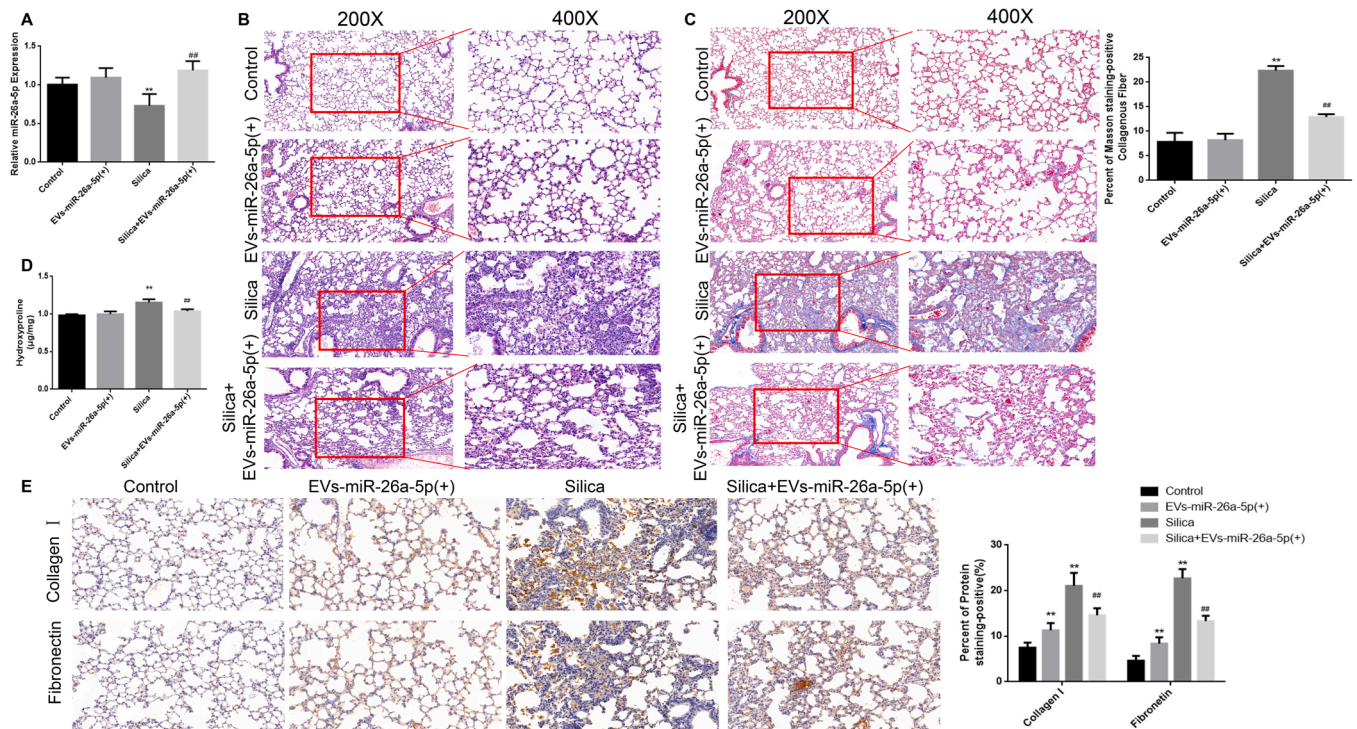 A
Relative miR-26a-5p Expression
1.5
1.0
0.5
0.0
Control
EVs-miR-26a-5p(+)
Silica
Silica+EVs-miR-26a-5p(+)
**
##
B
200X
400X
Control
EVs-miR-26a-5p(+)
Silica
Silica+
EVs-miR-26a-5p(+)
C
200X
400X
Control
EVs-miR-26a-5p(+)
Silica
Silica+
EVs-miR-26a-5p(+)
Percent of Masson staining-positive
Collagenous Fiber
25
20
15
10
5
0
**
##
Control
EVs-miR-26a-5p(+)
Silica
Silica+EVs-miR-26a-5p(+)
D
Hydroxyproline
(μg/mg)
1.5
1.0
0.5
0.0
**
##
Control
EVs-miR-26a-5p(+)
Silica
Silica+EVs-miR-26a-5p(+)
E
Control
EVs-miR-26a-5p(+)
Silica
Silica+EVs-miR-26a-5p(+)
Collagen Ⅰ
Fibronectin
Control
EVs-miR-26a-5p(+)
Silica
Silica+EVs-miR-26a-5p(+)
Percent of Protein
staining-positive(%)
30
20
10
0
**
**
##
**
**
##
Collagen I
Fibronetin